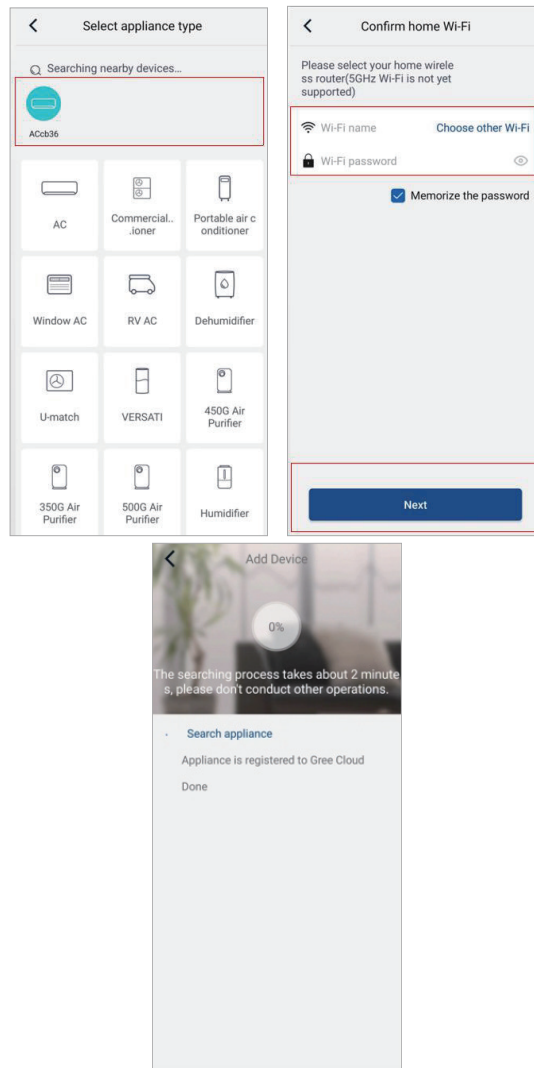 Select appliance type
Searching nearby devices...
ACcb36
AC
Commercial..
.ioner
Portable air c
onditioner
Window AC
RV AC
Dehumidifier
U-match
VERSATI
450G Air
Purifier
350G Air
Purifier
500G Air
Purifier
Humidifier
Confirm home Wi-Fi
Please select your home wirele
ss router(5GHz Wi-Fi is not yet
supported)
Wi-Fi name Choose other Wi-Fi
Wi-Fi password
Memorize the password
Next
Add Device
0%
The searching process takes about 2 minute
s, please don't conduct other operations.
Search appliance
Appliance is registered to Gree Cloud
Done